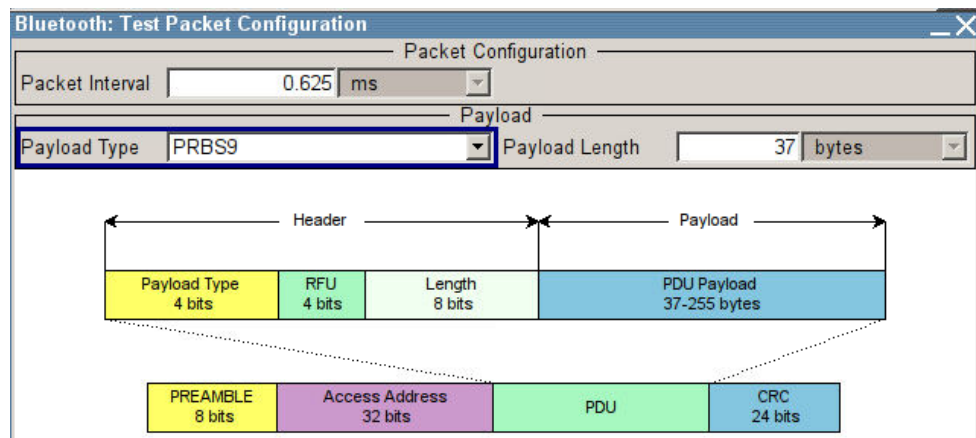 Bluetooth: Test Packet Configuration
Packet Configuration
Packet Interval 0.625 ms
Payload
Payload Type PRBS9 Payload Length 37 bytes
Header Payload
Payload Type RFU Length PDU Payload
4 bits 4 bits 8 bits 37-255 bytes
PREAMBLE Access Address PDU CRC
8 bits 32 bits 24 bits